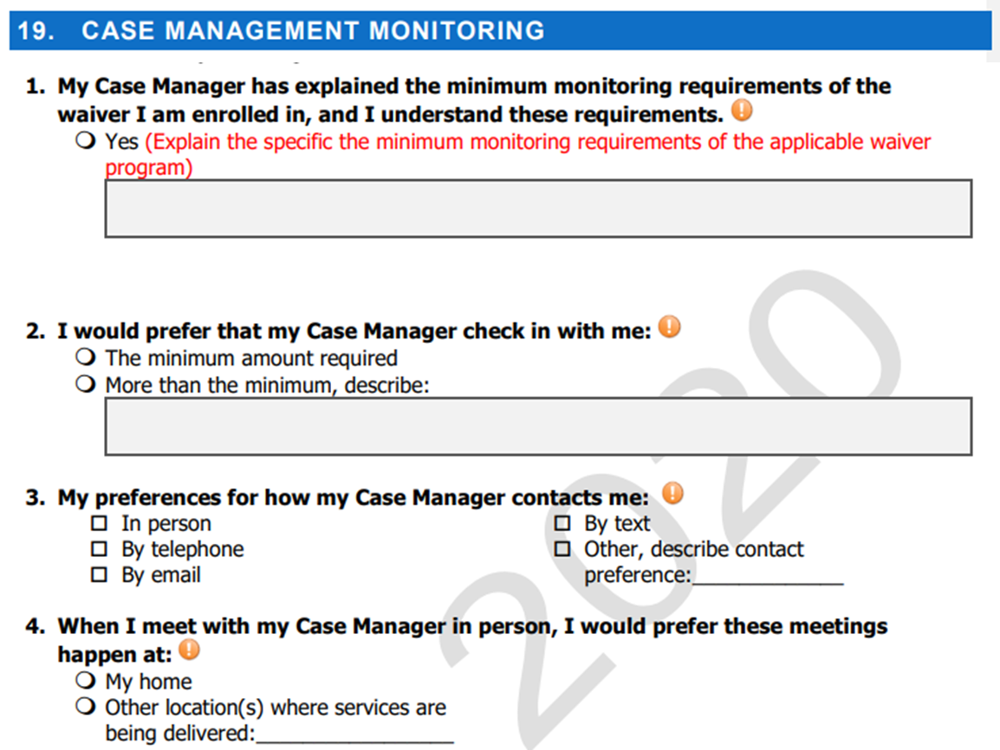 19. CASE MANAGEMENT MONITORING
1. My Case Manager has explained the minimum monitoring requirements of the
waiver I am enrolled in, and I understand these requirements. !
Yes (Explain the specific the minimum monitoring requirements of the applicable waiver
program)
2. I would prefer that my Case Manager check in with me: !
The minimum amount required
More than the minimum, describe:
3. My preferences for how my Case Manager contacts me: !
In person
By telephone
By email
By text
Other, describe contact
preference:______________
4. When I meet with my Case Manager in person, I would prefer these meetings
happen at: !
My home
Other location(s) where services are
being delivered:__________________
2020